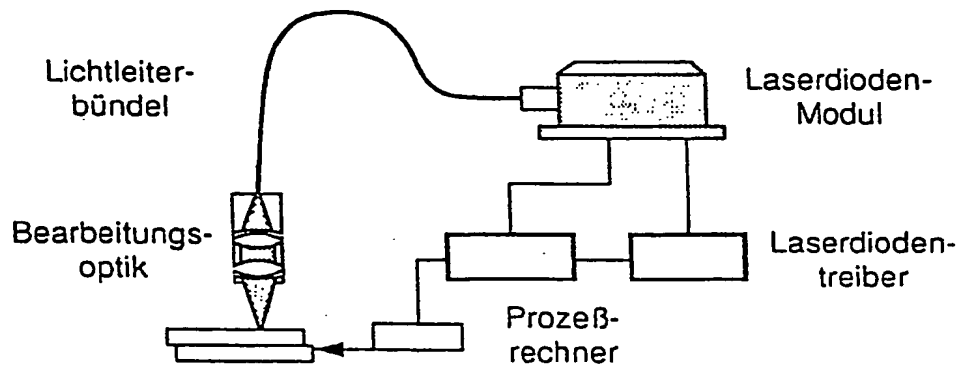 Lichtleiter-
bündel
Laserdioden-
Modul
Bearbeitungs-
optik
Laserdioden-
treiber
Prozeß-
rechner